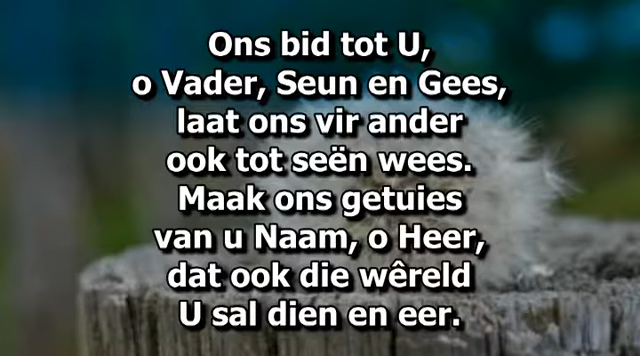 Ons bid tot U,
o Vader, Seun en Gees,
laat ons vir ander
ook tot seën wees.
Maak ons getuies
van u Naam, o Heer,
dat ook die wêreld
U sal dien en eer.